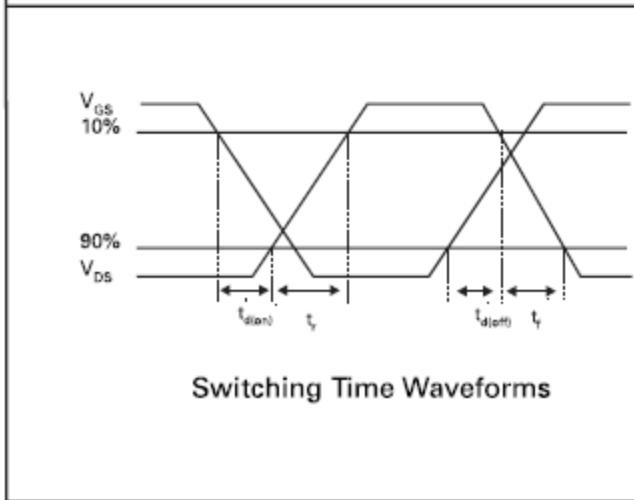 VGS
10%
90%
VDS
td(on) tr td(off) tf
Switching Time Waveforms